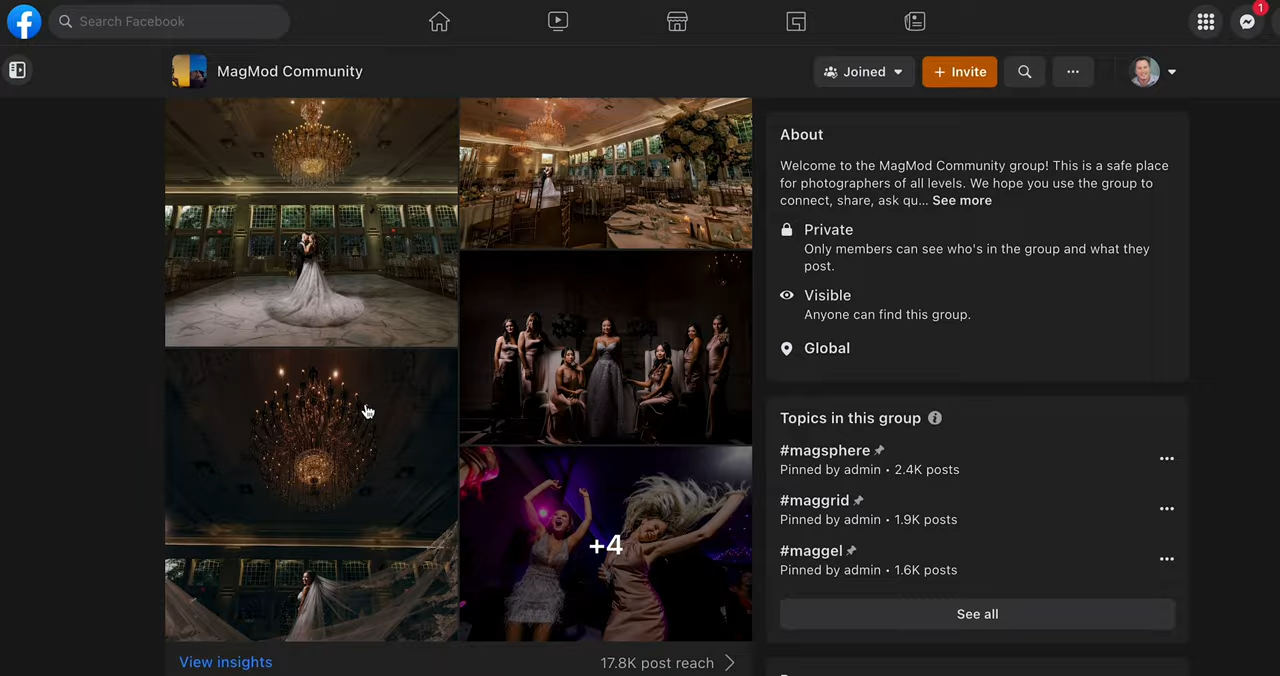 Search Facebook
1
MagMod Community
Joined
+ Invite
About
Welcome to the MagMod Community group! This is a safe place
for photographers of all levels. We hope you use the group to
connect, share, ask qu... See more
Private
Only members can see who's in the group and what they
post.
Visible
Anyone can find this group.
Global
Topics in this group
#magsphere
Pinned by admin • 2.4K posts
#maggrid
Pinned by admin • 1.9K posts
#maggel
Pinned by admin • 1.6K posts
See all
+4
View insights
17.8K post reach